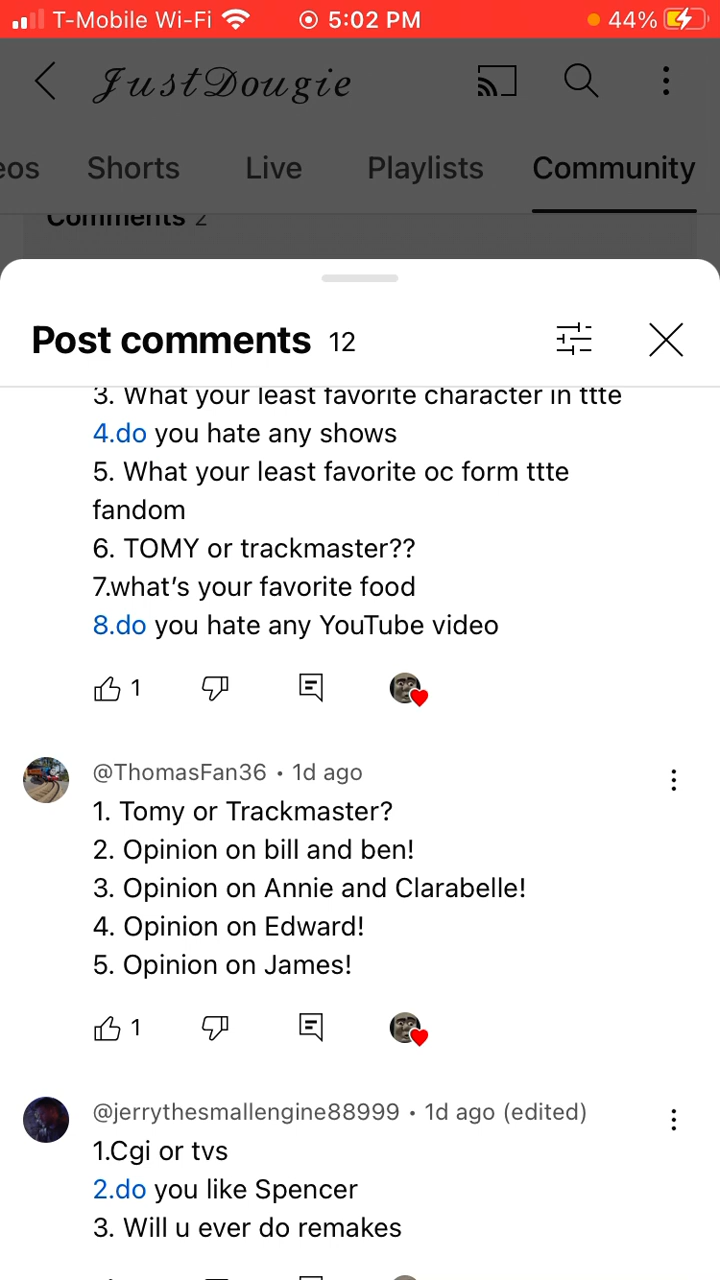 T-Mobile Wi-Fi 5:02 PM 44%
JustDougie
eos Shorts Live Playlists Community
Comments 2
Post comments 12
3. What your least favorite character in ttte
4.do you hate any shows
5. What your least favorite oc form ttte
fandom
6. TOMY or trackmaster??
7.what's your favorite food
8.do you hate any YouTube video
1
@ThomasFan36 • 1d ago
1. Tomy or Trackmaster?
2. Opinion on bill and ben!
3. Opinion on Annie and Clarabelle!
4. Opinion on Edward!
5. Opinion on James!
1
@jerrythesmallengine88999 • 1d ago (edited)
1.Cgi or tvs
2.do you like Spencer
3. Will u ever do remakes